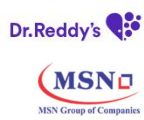 Dr.Reddy's
MSN
MSN Group of Companies